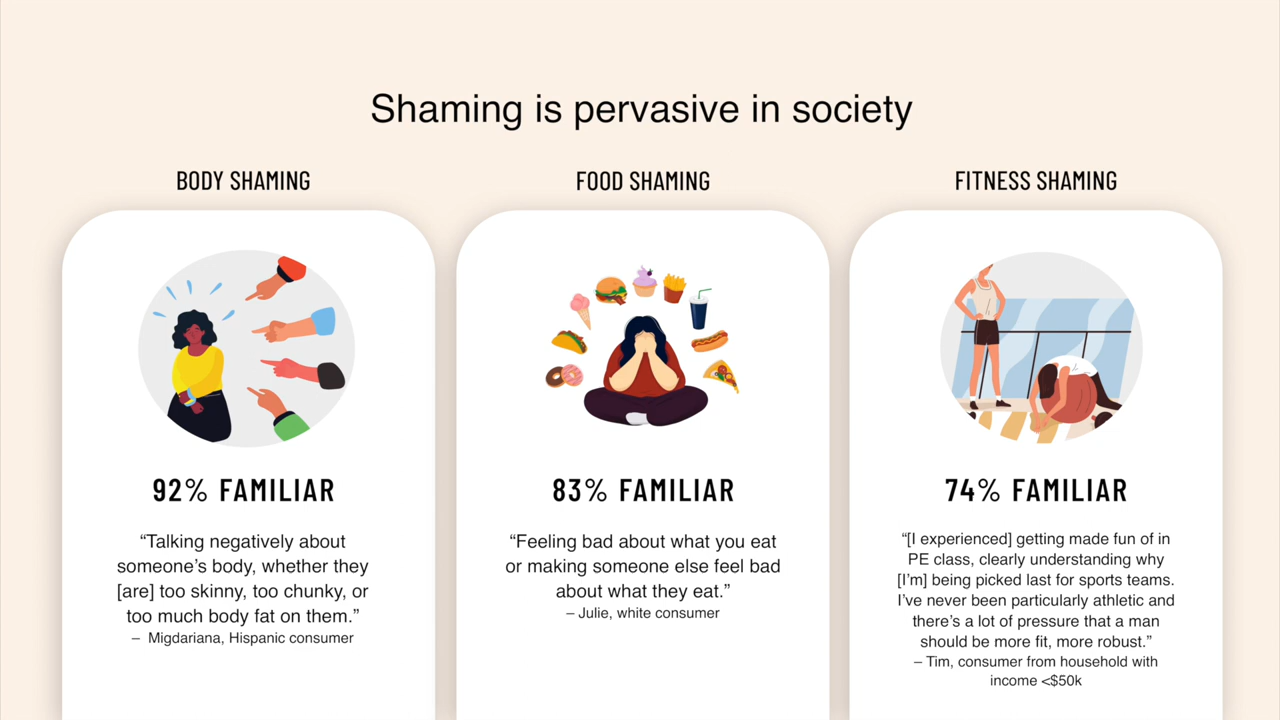 Shaming is pervasive in society
BODY SHAMING
92% FAMILIAR
“Talking negatively about
someone’s body, whether they
[are] too skinny, too chunky, or
too much body fat on them.”
– Migdariana, Hispanic consumer
FOOD SHAMING
83% FAMILIAR
“Feeling bad about what you eat
or making someone else feel bad
about what they eat.”
– Julie, white consumer
FITNESS SHAMING
74% FAMILIAR
“[I experienced] getting made fun of in
PE class, clearly understanding why
[I’m] being picked last for sports teams.
I’ve never been particularly athletic and
there’s a lot of pressure that a man
should be more fit, more robust.”
– Tim, consumer from household with
income <$50k